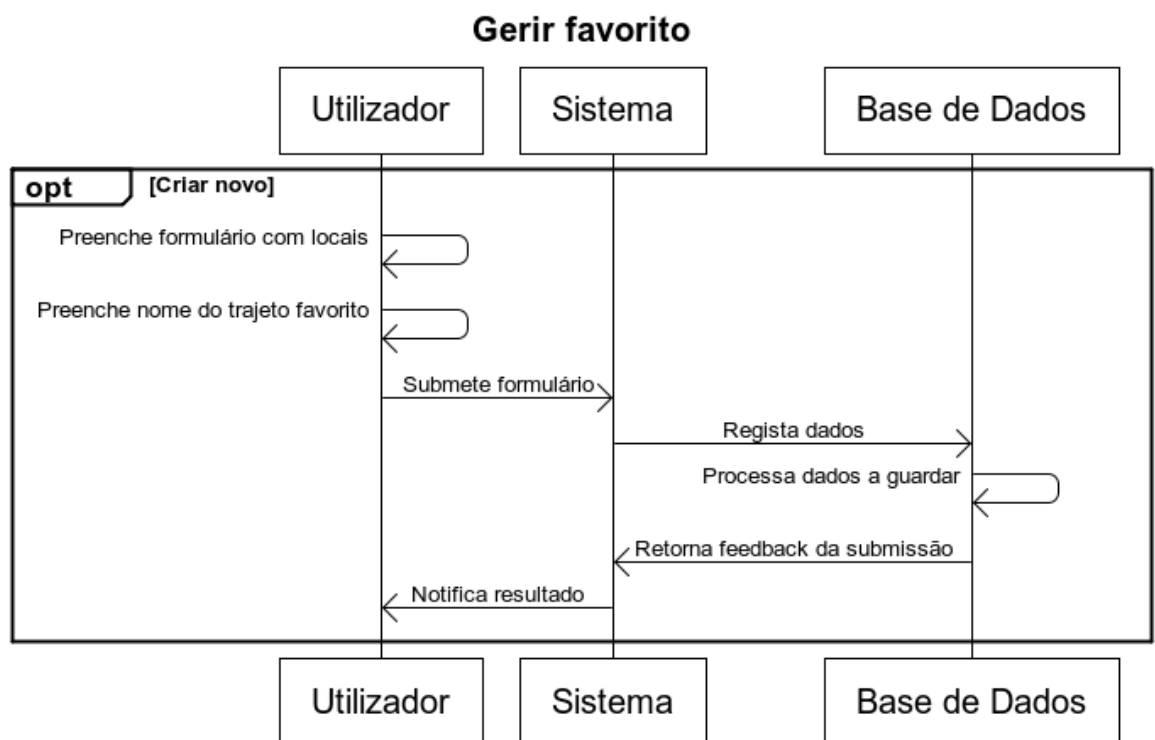 Gerir favorito
Utilizador
Sistema
Base de Dados
opt
[Criar novo]
Preenche formulário com locais
Preenche nome do trajeto favorito
Submete formulário
Regista dados
Processa dados a guardar
Retorna feedback da submissão
Notifica resultado
Utilizador
Sistema
Base de Dados